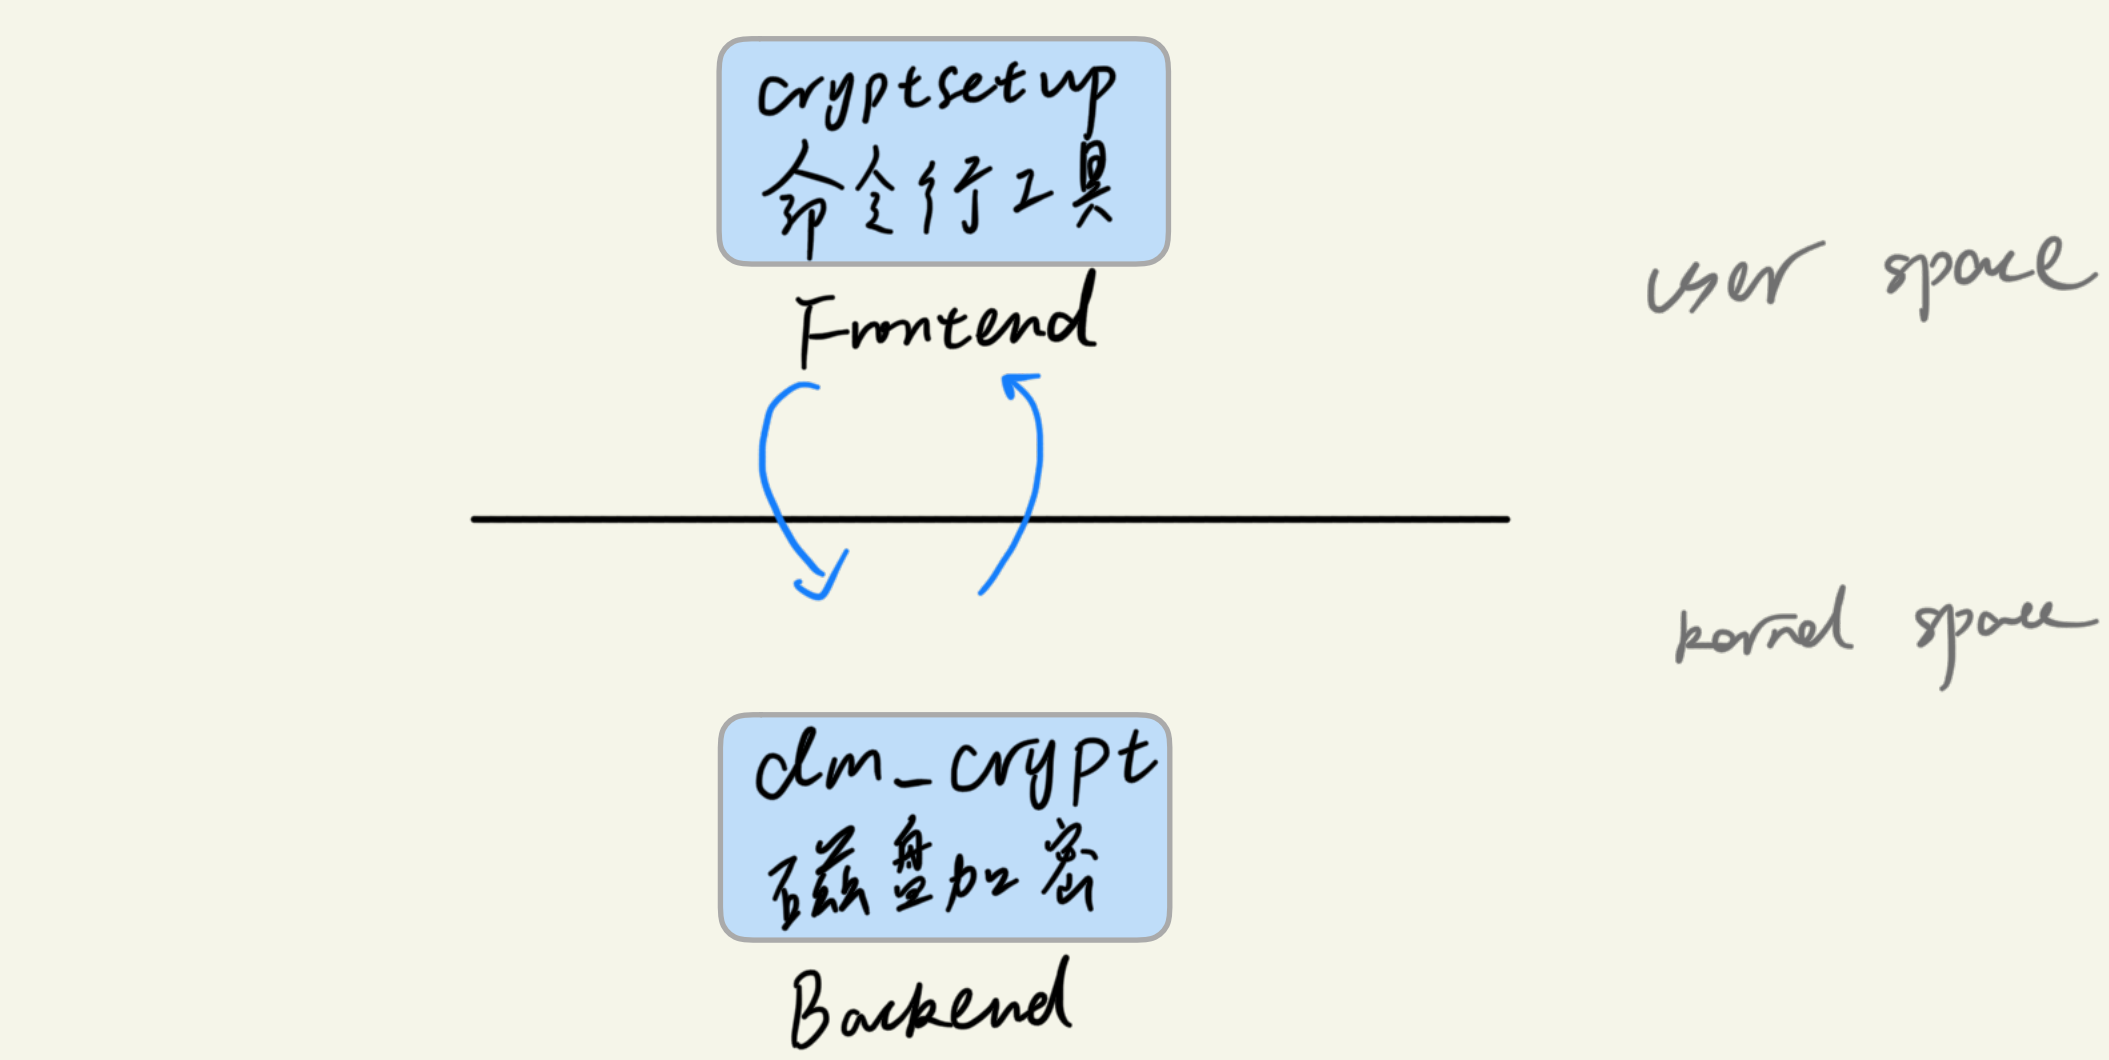 cryptsetup
命令行工具
Frontend
user space
kernel space
dm_crypt
磁盘加密
Backend